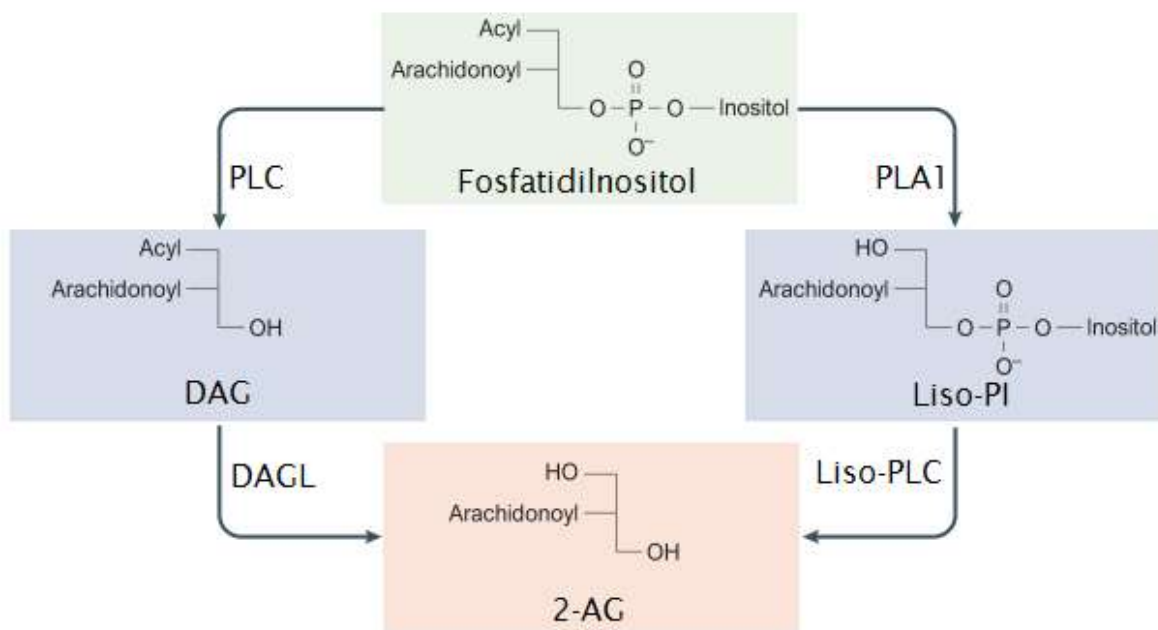 Acyl
Arachidonoyl
O
O P O Inositol
O–
FosfatidiInositol
PLC
PLA1
Acyl
Arachidonoyl
OH
DAG
HO
Arachidonoyl
O
O P O Inositol
O–
Liso-PI
DAGL
Liso-PLC
HO
Arachidonoyl
OH
2-AG